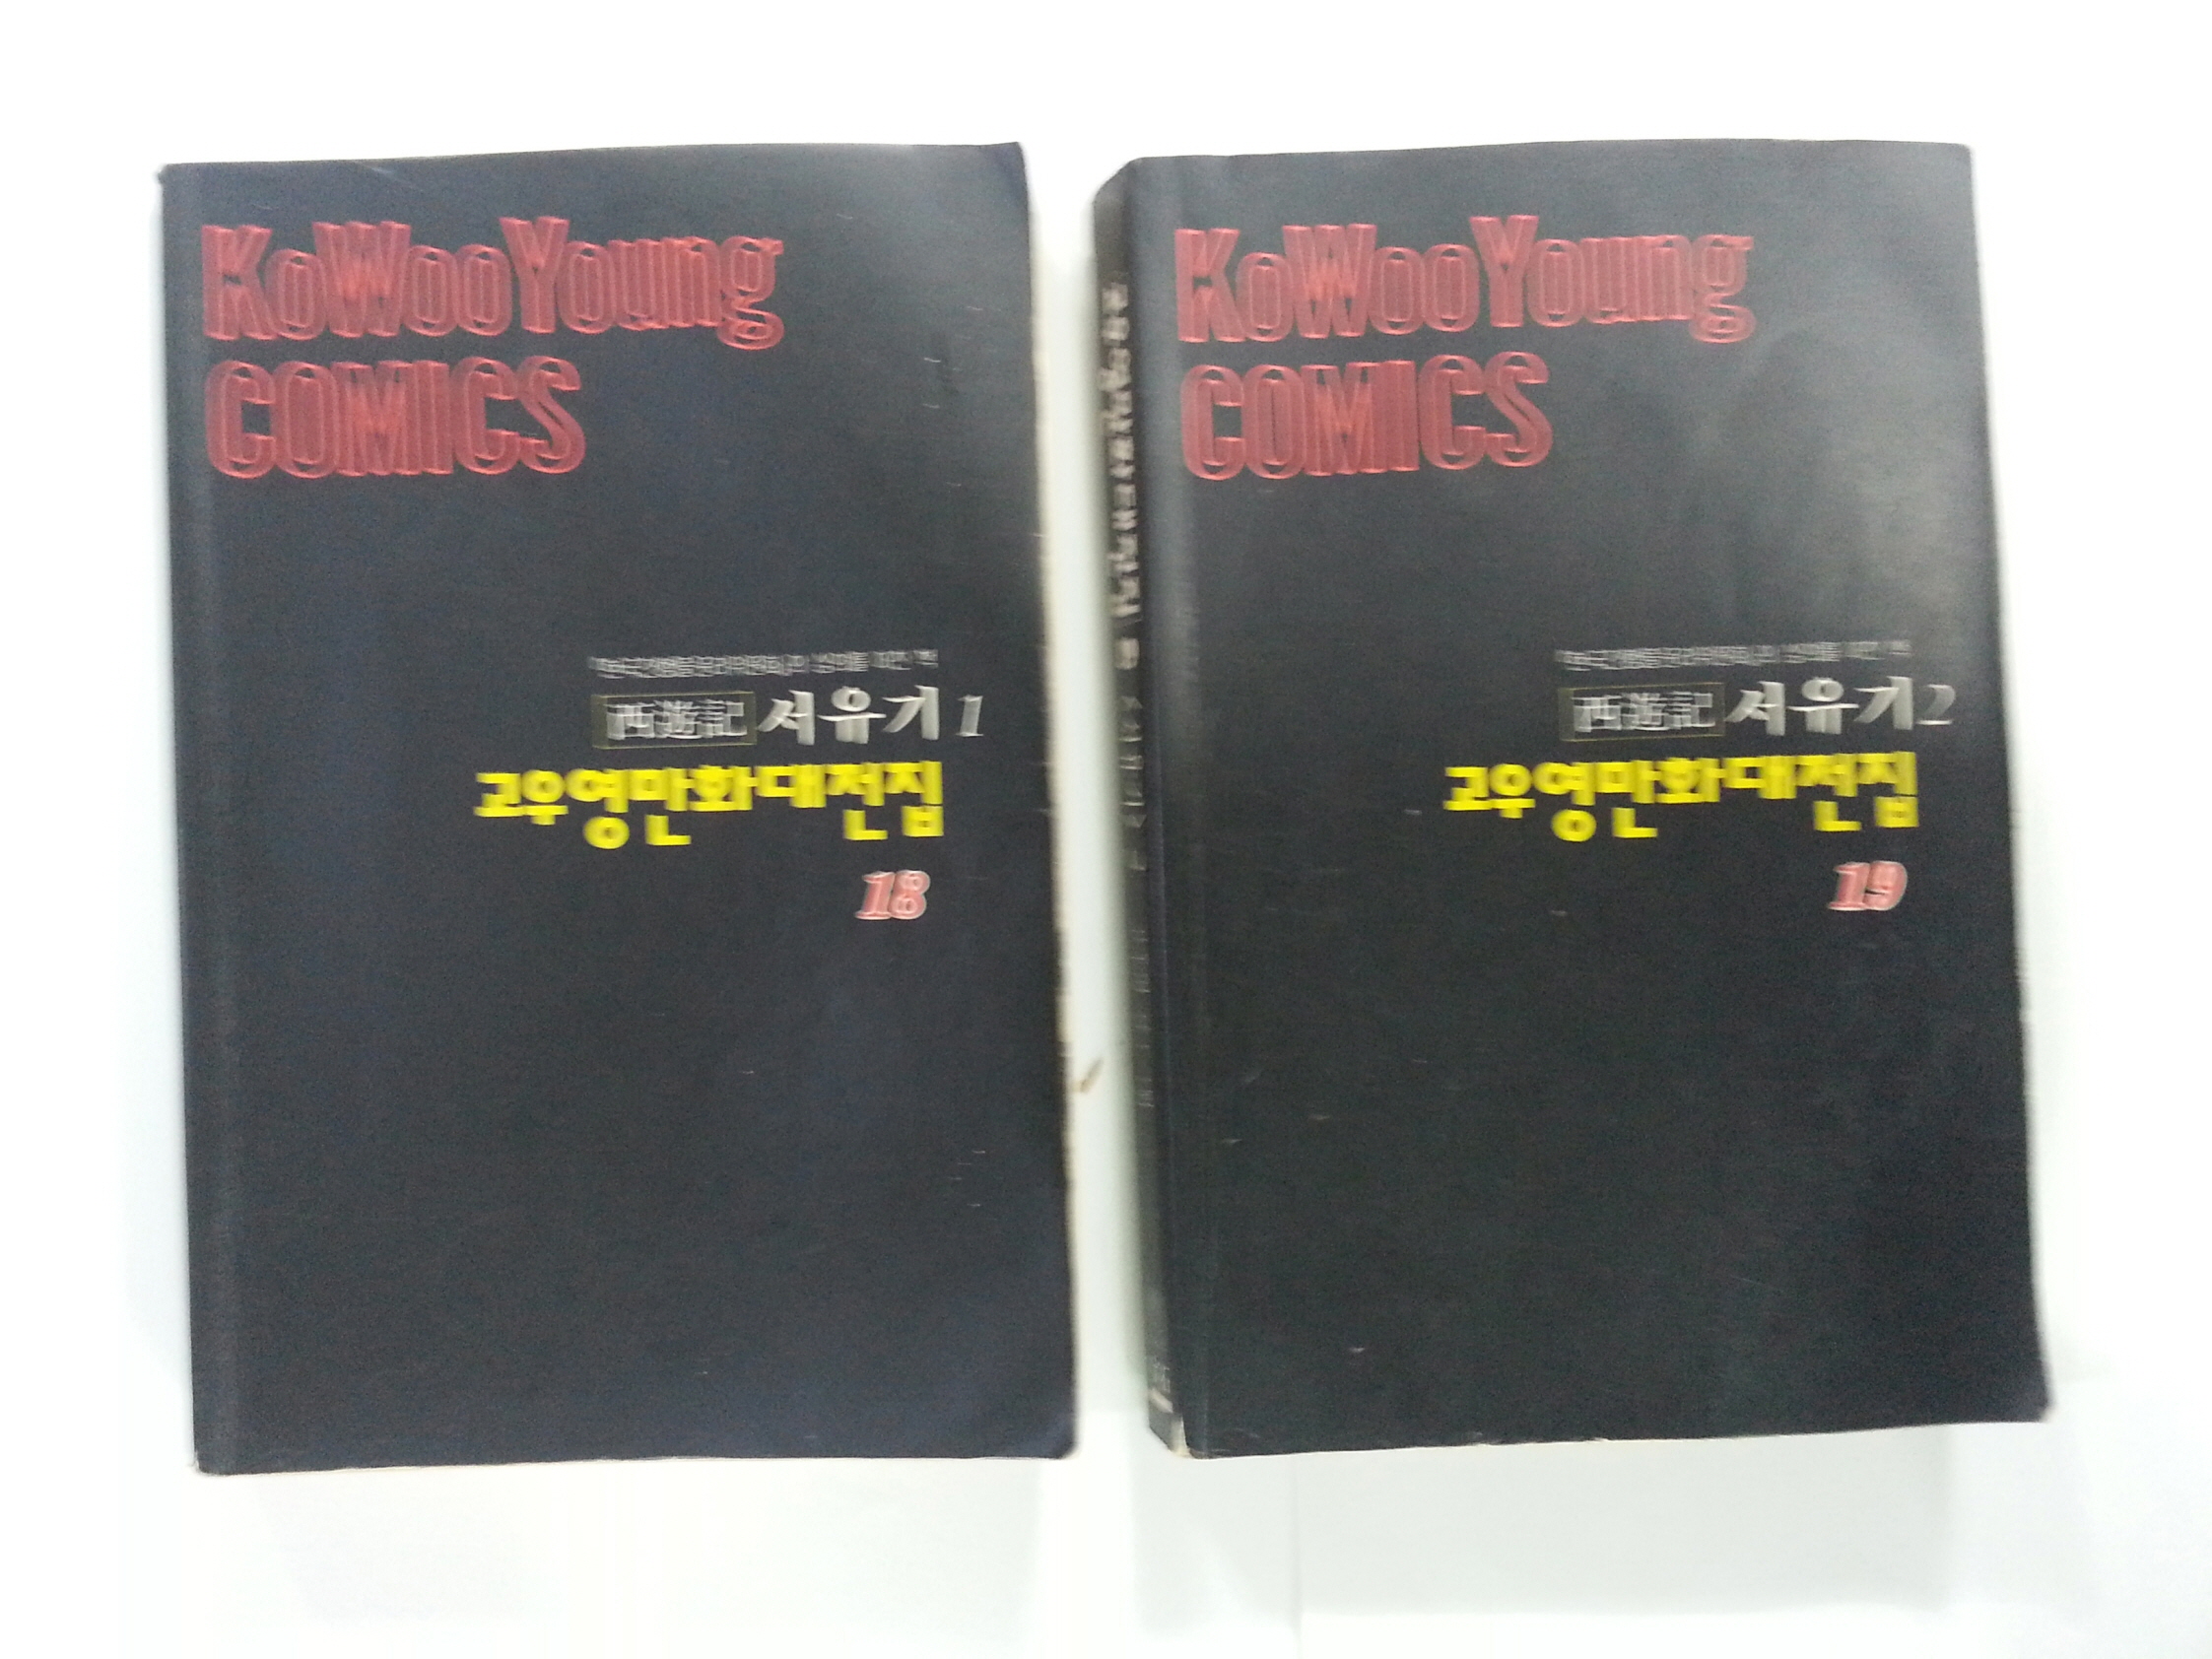 KoWooYoung
COMICS
西遊記 서유기 1
고우영만화대전집
18
KoWooYoung
COMICS
西遊記 서유기 2
고우영만화대전집
19